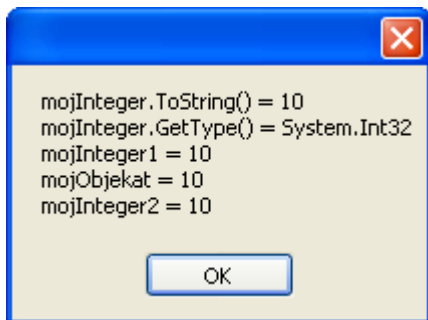 mojInteger.ToString() = 10
mojInteger.GetType() = System.Int32
mojInteger1 = 10
mojObjekat = 10
mojInteger2 = 10
OK